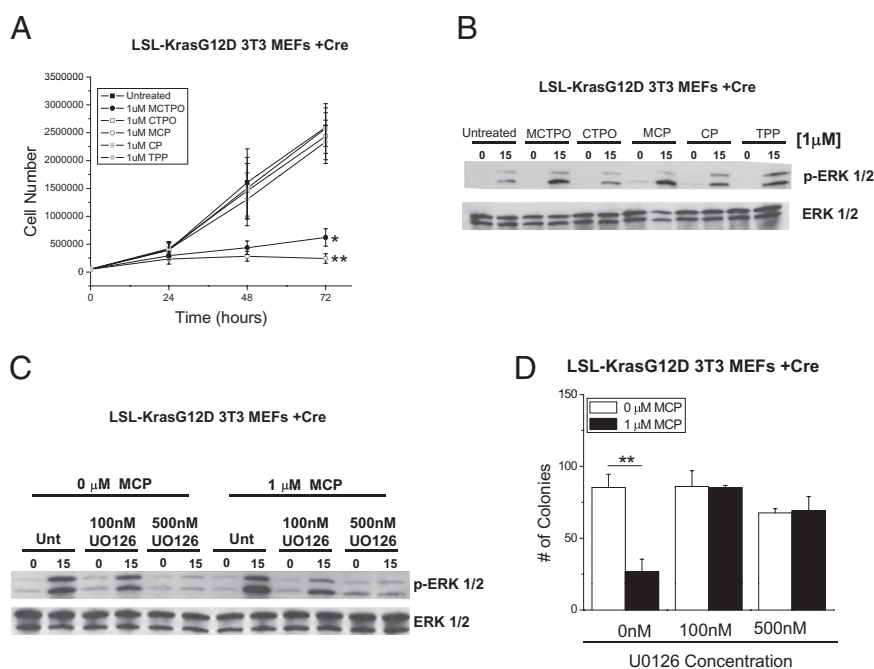 A
LSL-KrasG12D 3T3 MEFs +Cre
3500000
3000000
2500000
2000000
1500000
1000000
500000
0
Cell Number
Untreated
1uM MCTPO
1uM CTPO
1uM MCP
1uM CP
1uM TPP
*
**
0 24 48 72
Time (hours)
B
LSL-KrasG12D 3T3 MEFs +Cre
Untreated MCTPO CTPO MCP CP TPP [1µM]
0 15 0 15 0 15 0 15 0 15 0 15
p-ERK 1/2
ERK 1/2
C
LSL-KrasG12D 3T3 MEFs +Cre
0 µM MCP 1 µM MCP
Unt 100nM UO126 500nM UO126 Unt 100nM UO126 500nM UO126
0 15 0 15 0 15 0 15 0 15 0 15
p-ERK 1/2
ERK 1/2
D
LSL-KrasG12D 3T3 MEFs +Cre
150
100
50
0
# of Colonies
0 µM MCP
1 µM MCP
**
0nM 100nM 500nM
U0126 Concentration